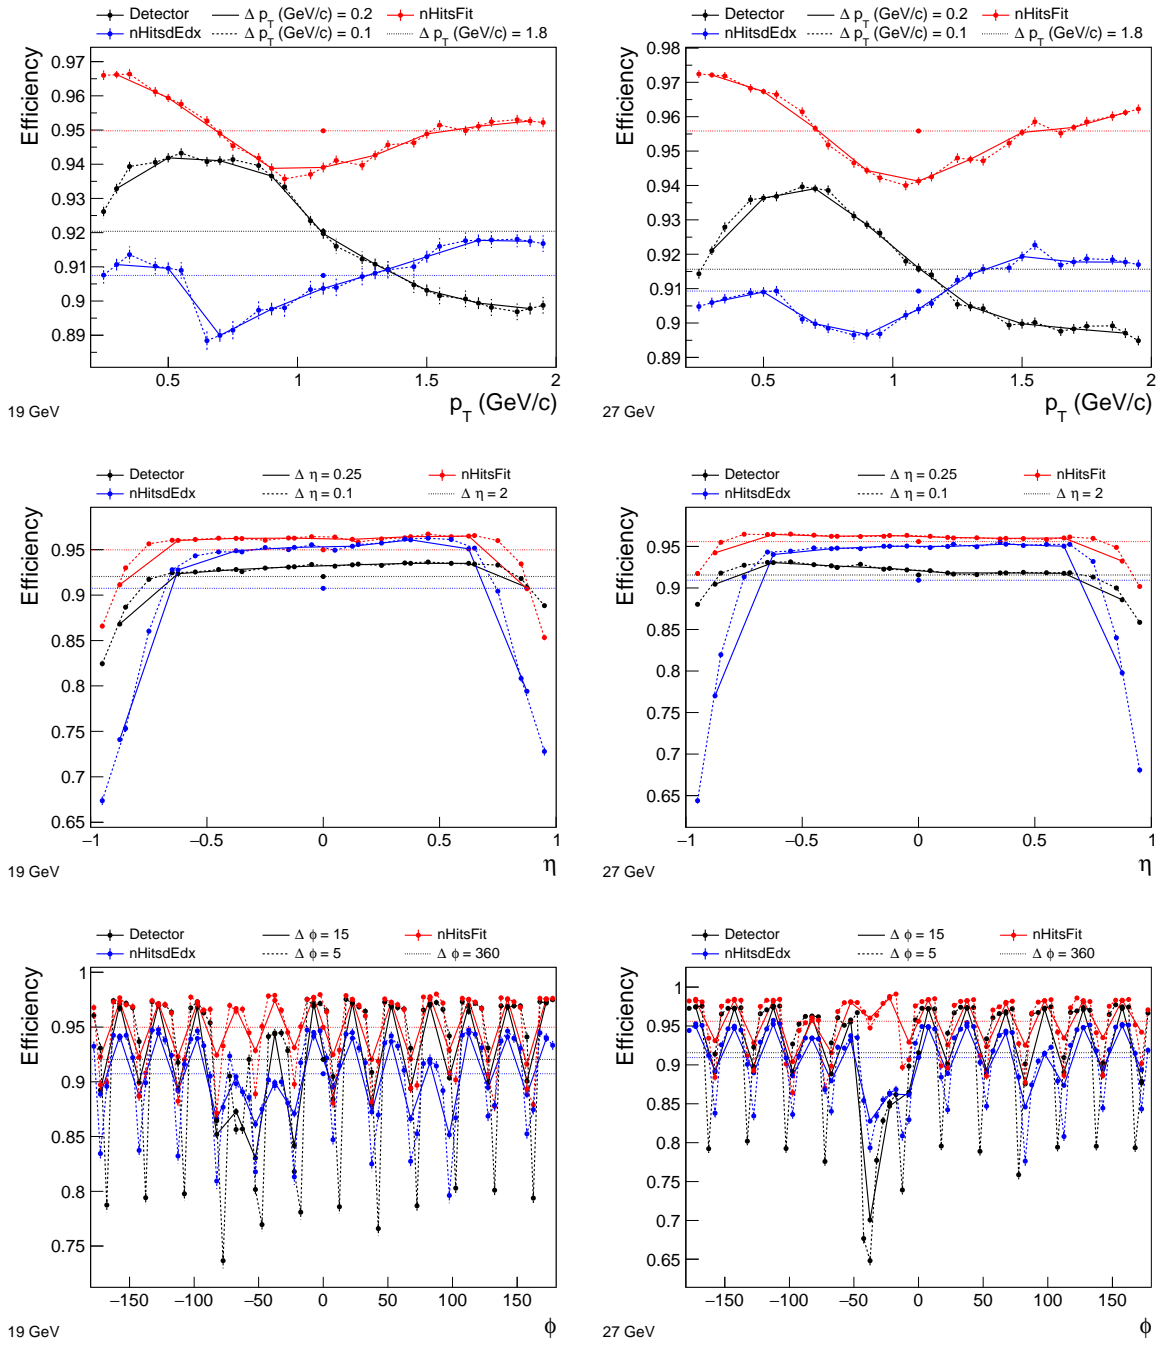 Detector Δ p_T (GeV/c) = 0.2 nHitsFit
nHitsdEdx Δ p_T (GeV/c) = 0.1 Δ p_T (GeV/c) = 1.8
Efficiency
0.97
0.96
0.95
0.94
0.93
0.92
0.91
0.9
0.89
0.5 1 1.5 2
p_T (GeV/c)
19 GeV
Detector Δ p_T (GeV/c) = 0.2 nHitsFit
nHitsdEdx Δ p_T (GeV/c) = 0.1 Δ p_T (GeV/c) = 1.8
Efficiency
0.98
0.97
0.96
0.95
0.94
0.93
0.92
0.91
0.9
0.89
0.5 1 1.5 2
p_T (GeV/c)
27 GeV
Detector Δ η = 0.25 nHitsFit
nHitsdEdx Δ η = 0.1 Δ η = 2
Efficiency
0.95
0.9
0.85
0.8
0.75
0.7
0.65
−1 −0.5 0 0.5 1
η
19 GeV
Detector Δ η = 0.25 nHitsFit
nHitsdEdx Δ η = 0.1 Δ η = 2
Efficiency
0.95
0.9
0.85
0.8
0.75
0.7
0.65
−1 −0.5 0 0.5 1
η
27 GeV
Detector Δ ϕ = 15 nHitsFit
nHitsdEdx Δ ϕ = 5 Δ ϕ = 360
Efficiency
1
0.95
0.9
0.85
0.8
0.75
−150 −100 −50 0 50 100 150
ϕ
19 GeV
Detector Δ ϕ = 15 nHitsFit
nHitsdEdx Δ ϕ = 5 Δ ϕ = 360
Efficiency
1
0.95
0.9
0.85
0.8
0.75
0.7
0.65
−150 −100 −50 0 50 100 150
ϕ
27 GeV